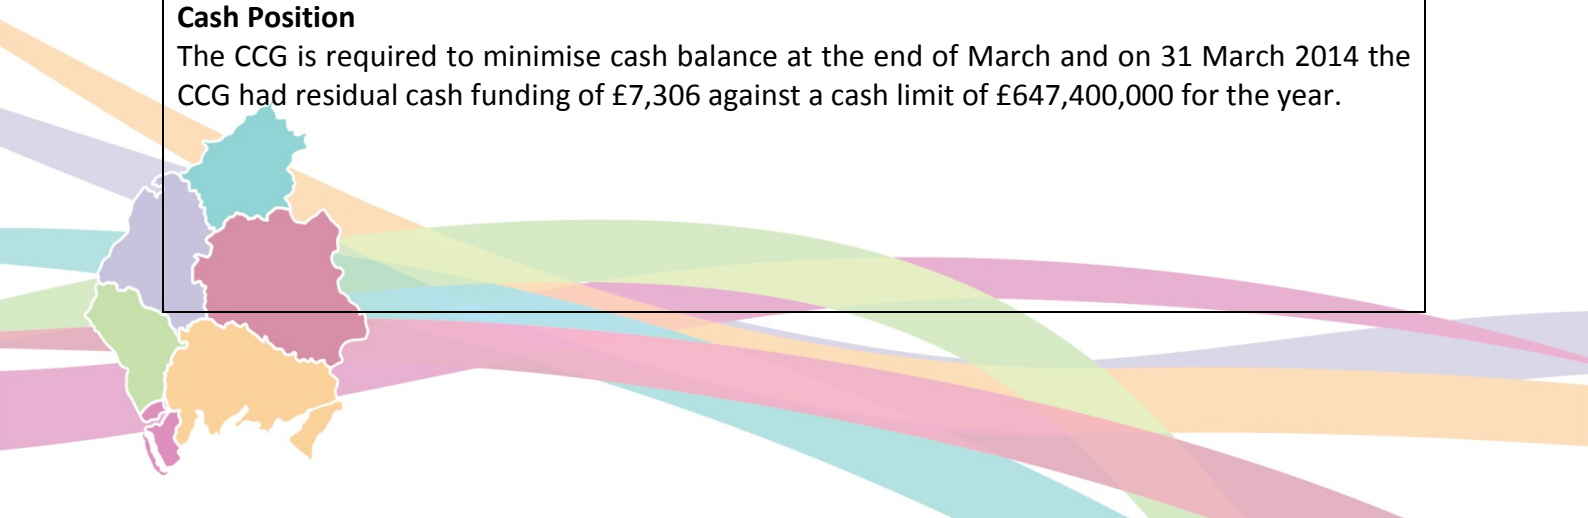 Cash Position
The CCG is required to minimise cash balance at the end of March and on 31 March 2014 the
CCG had residual cash funding of £7,306 against a cash limit of £647,400,000 for the year.